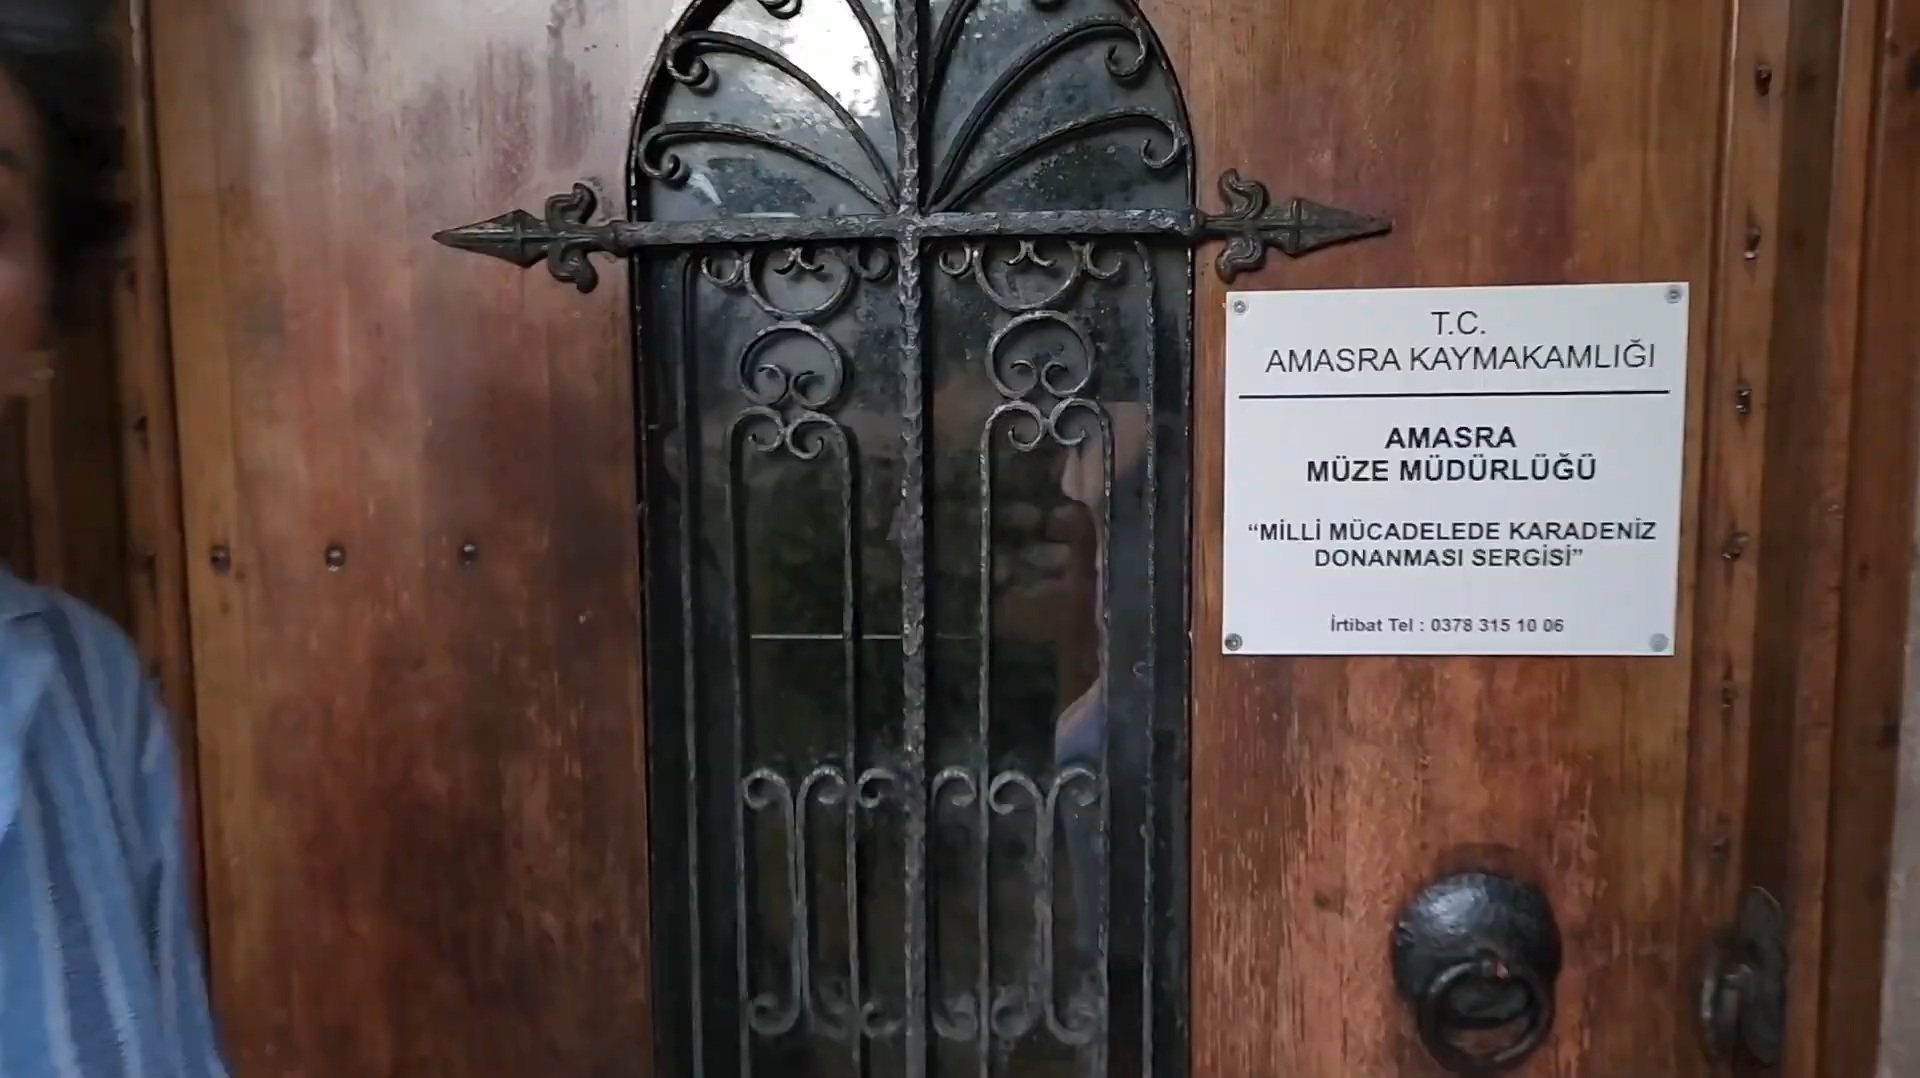 T.C.
AMASRA KAYMAKAMLIĞI
AMASRA
MÜZE MÜDÜRLÜĞÜ
“MİLLİ MÜCADELEDE KARADENİZ
DONANMASI SERGİSİ”
İrtibat Tel : 0378 315 10 06